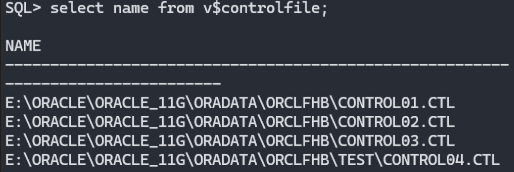 SQL> select name from v$controlfile;
NAME
--------------------------------------------------------
------------------------
E:\ORACLE\ORACLE_11G\ORADATA\ORCLFHB\CONTROL01.CTL
E:\ORACLE\ORACLE_11G\ORADATA\ORCLFHB\CONTROL02.CTL
E:\ORACLE\ORACLE_11G\ORADATA\ORCLFHB\CONTROL03.CTL
E:\ORACLE\ORACLE_11G\ORADATA\ORCLFHB\TEST\CONTROL04.CTL